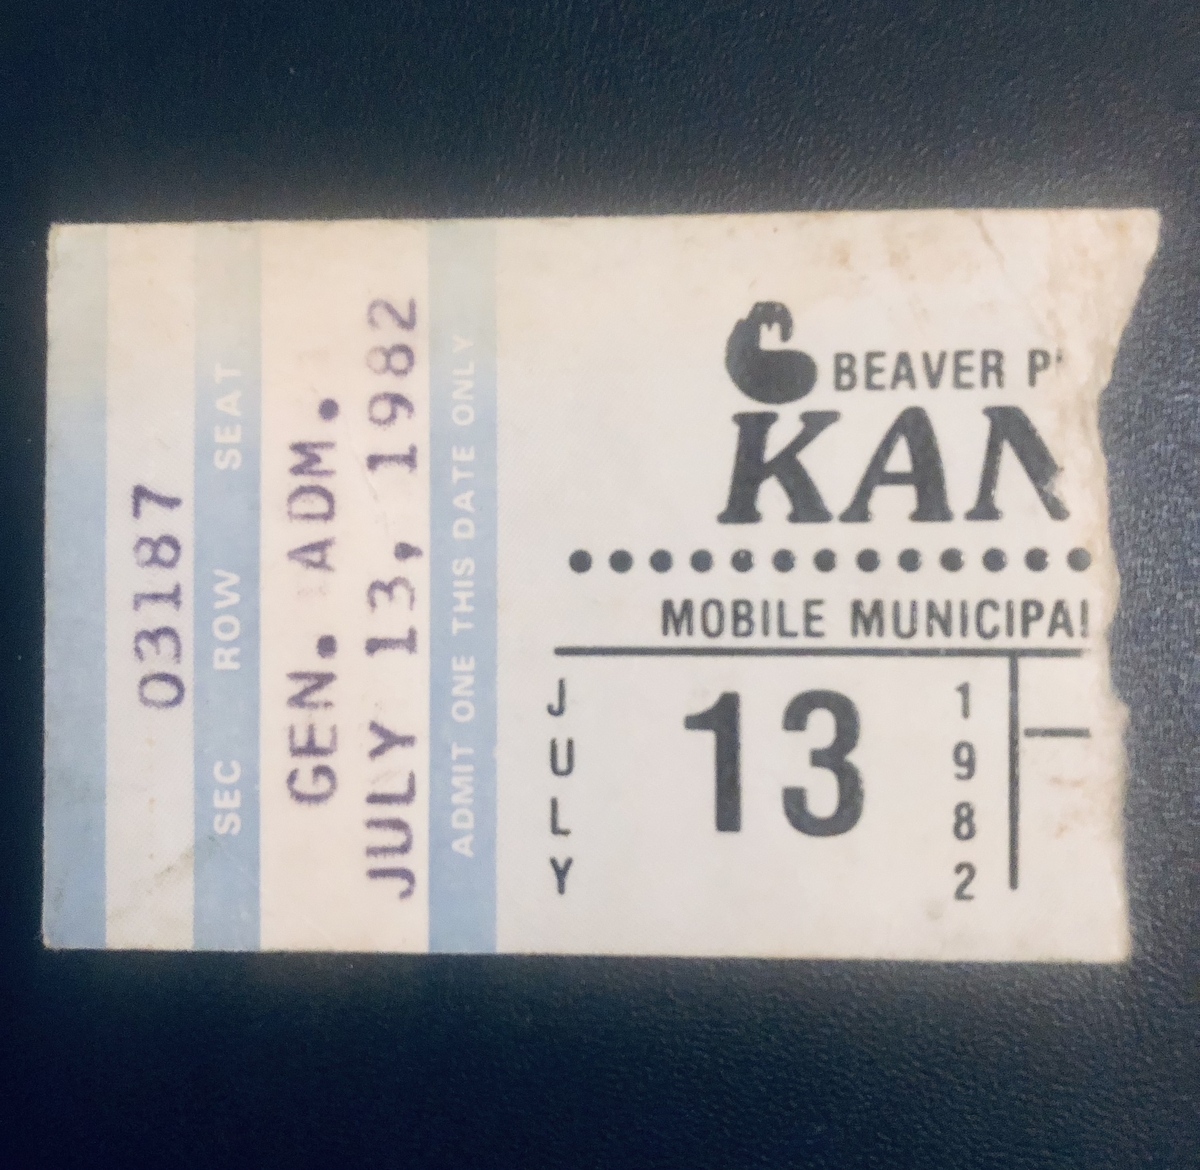 03187
SEC ROW SEAT
GEN. ADM.
JULY 13, 1982
ADMIT ONE THIS DATE ONLY
BEAVER P
KAN
MOBILE MUNICIPA
JULY
13
1982